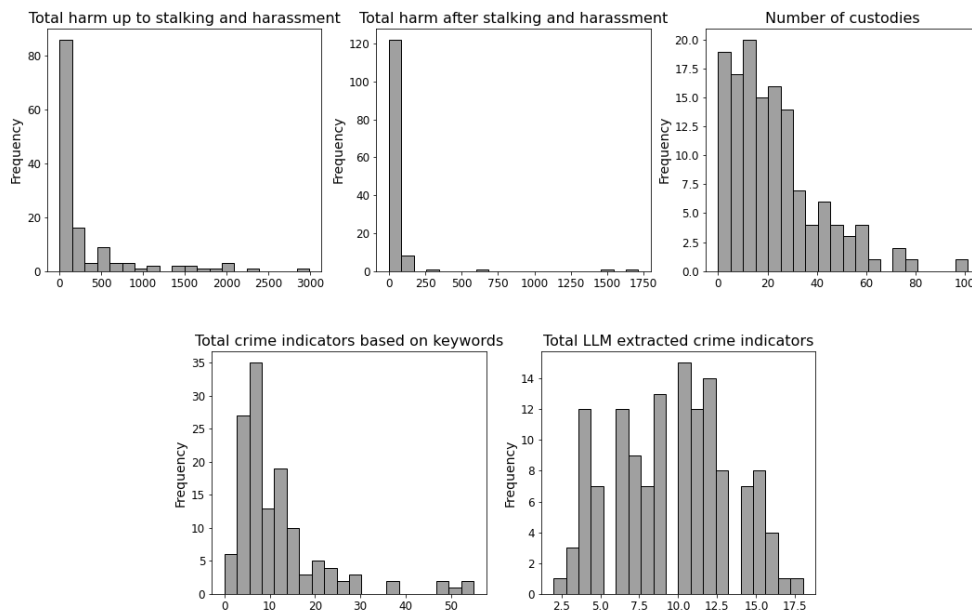 Total harm up to stalking and harassment
Frequency
80
60
40
20
0
0 500 1000 1500 2000 2500 3000
Total harm after stalking and harassment
Frequency
120
100
80
60
40
20
0
0 250 500 750 1000 1250 1500 1750
Number of custodies
Frequency
20.0
17.5
15.0
12.5
10.0
7.5
5.0
2.5
0.0
0 20 40 60 80 100
Total crime indicators based on keywords
Frequency
35
30
25
20
15
10
5
0
0 10 20 30 40 50
Total LLM extracted crime indicators
Frequency
14
12
10
8
6
4
2
0
2.5 5.0 7.5 10.0 12.5 15.0 17.5